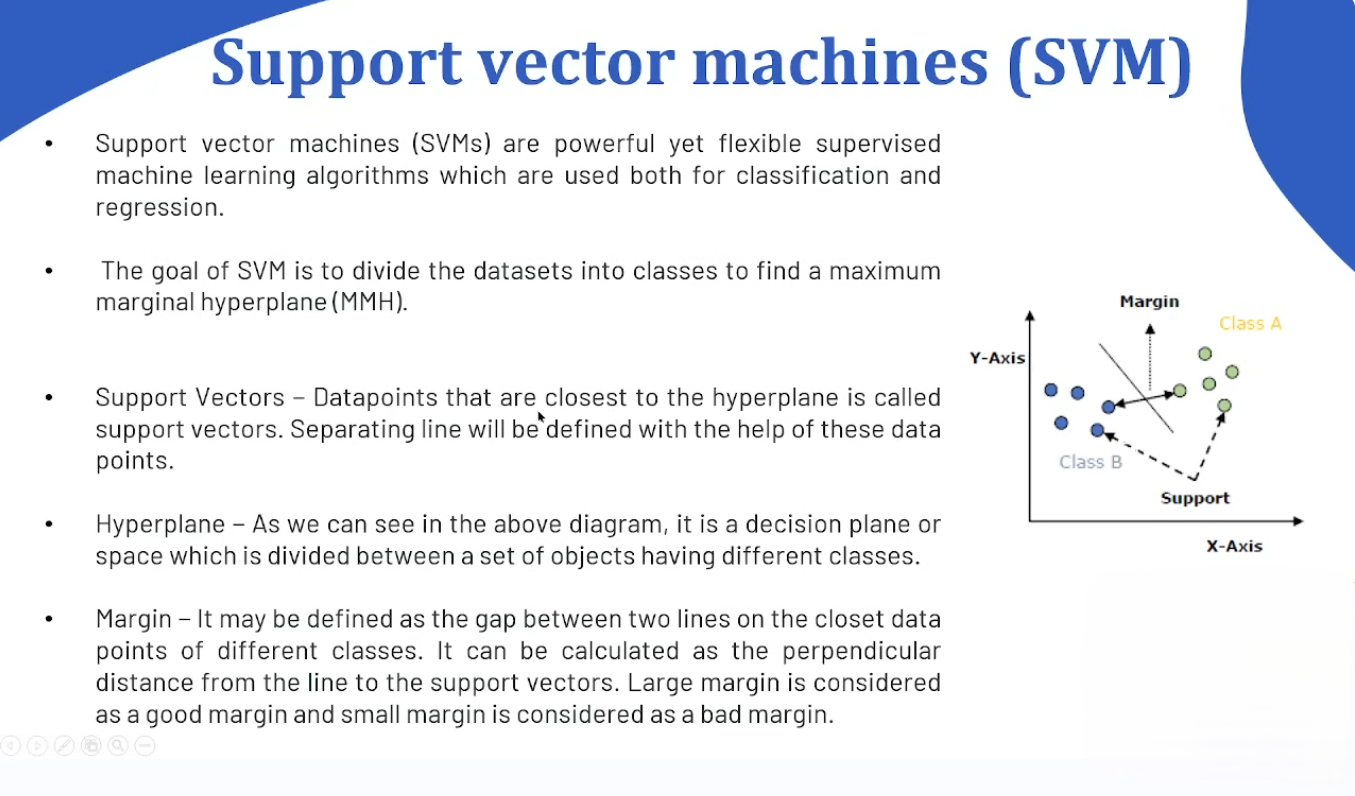 Support vector machines (SVM)
• Support vector machines (SVMs) are powerful yet flexible supervised
machine learning algorithms which are used both for classification and
regression.
• The goal of SVM is to divide the datasets into classes to find a maximum
marginal hyperplane (MMH).
• Support Vectors – Datapoints that are closest to the hyperplane is called
support vectors. Separating line will be defined with the help of these data
points.
• Hyperplane – As we can see in the above diagram, it is a decision plane or
space which is divided between a set of objects having different classes.
• Margin – It may be defined as the gap between two lines on the closet data
points of different classes. It can be calculated as the perpendicular
distance from the line to the support vectors. Large margin is considered
as a good margin and small margin is considered as a bad margin.
Margin
Class A
Y-Axis
Class B
Support
X-Axis